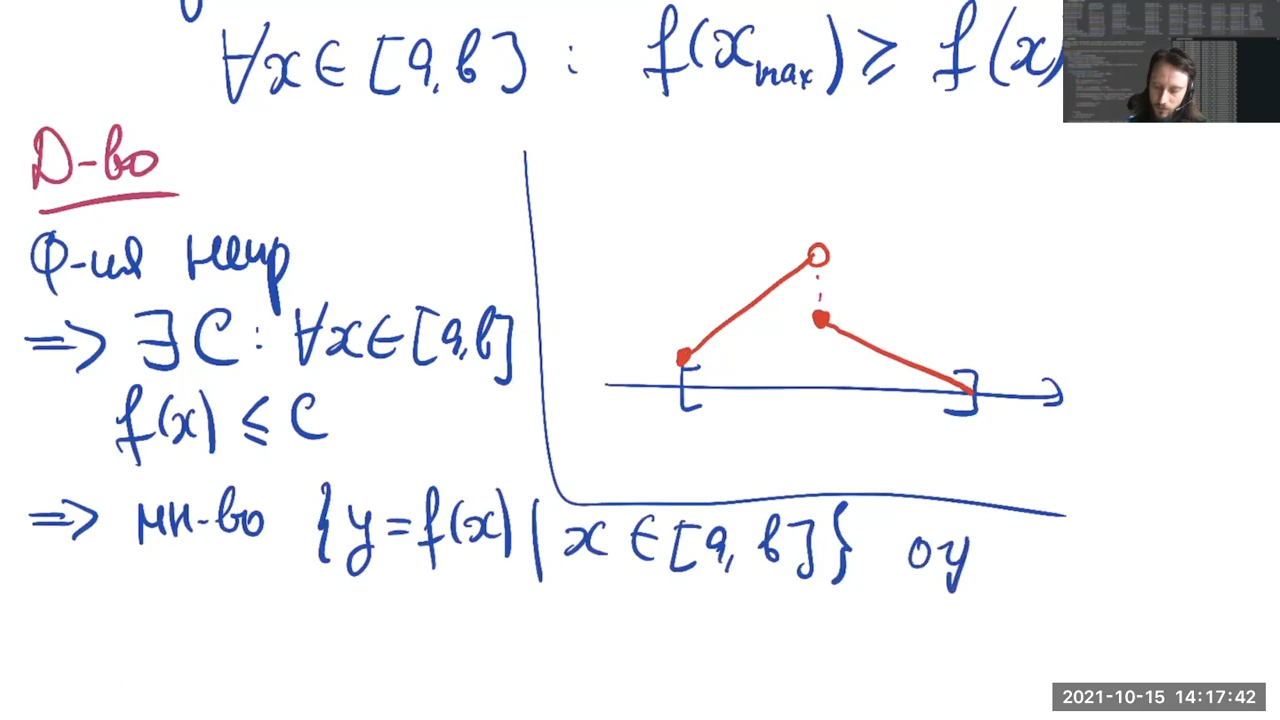 ∀x ∈ [a, b] : f(x_max) ≥ f(x)
Д-во
Ф-ия непр
=> ∃ C : ∀x ∈ [a, b]
f(x) ≤ C
=> мн-во {y = f(x) | x ∈ [a, b]} оу
2021-10-15 14:17:42